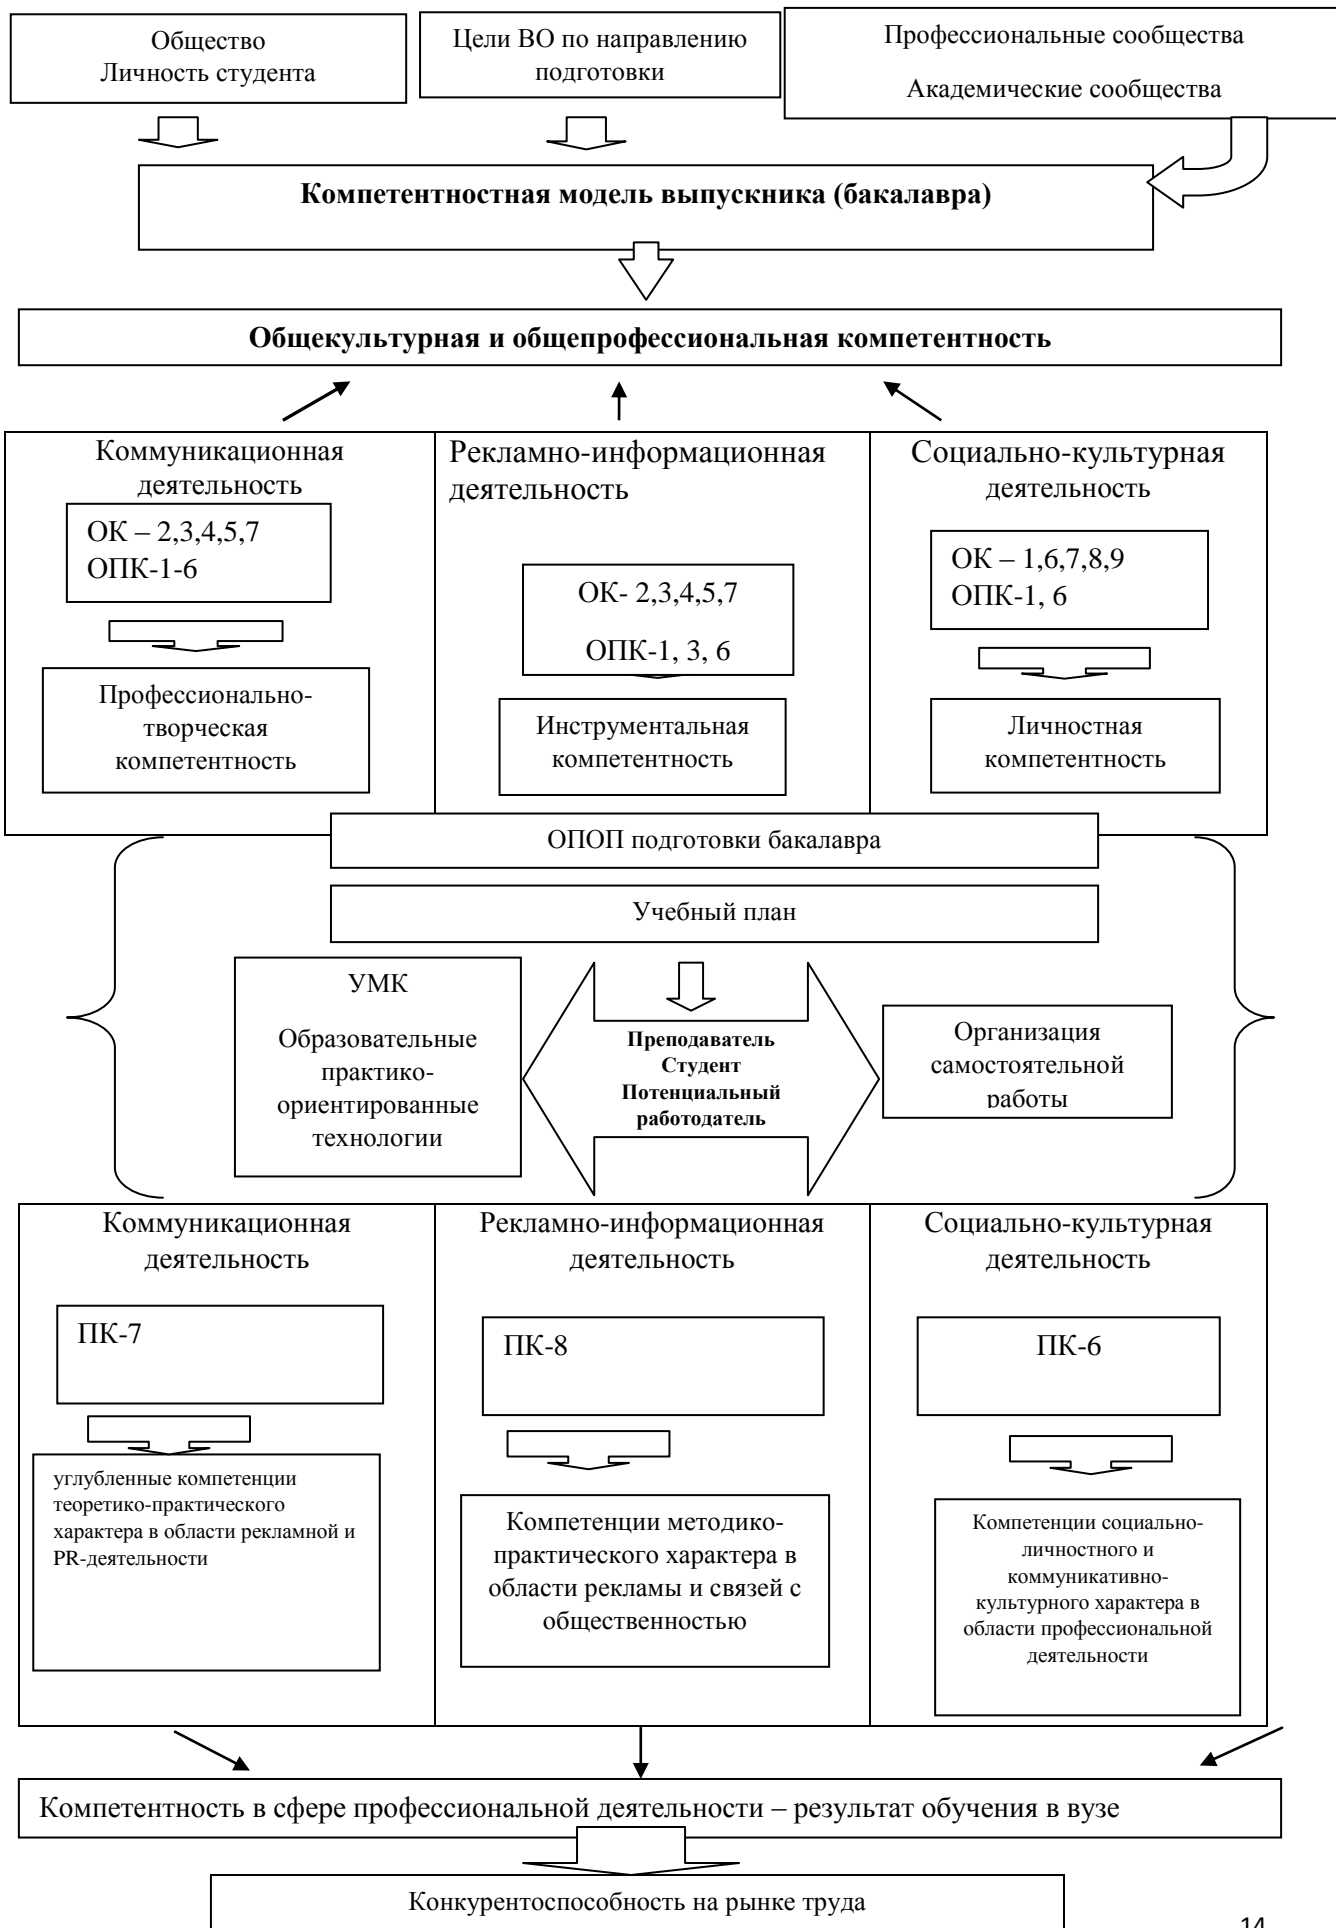 Общество
Личность студента
Цели ВО по направлению
подготовки
Профессиональные сообщества
Академические сообщества
Компетентностная модель выпускника (бакалавра)
Общекультурная и общепрофессиональная компетентность
Коммуникационная
деятельность
ОК – 2,3,4,5,7
ОПК-1-6
Профессионально-
творческая
компетентность
Рекламно-информационная
деятельность
ОК- 2,3,4,5,7
ОПК-1, 3, 6
Инструментальная
компетентность
Социально-культурная
деятельность
ОК – 1,6,7,8,9
ОПК-1, 6
Личностная
компетентность
ОПОП подготовки бакалавра
Учебный план
УМК
Образовательные
практико-
ориентированные
технологии
Преподаватель
Студент
Потенциальный
работодатель
Организация
самостоятельной
работы
Коммуникационная
деятельность
ПК-7
углубленные компетенции
теоретико-практического
характера в области рекламной и
PR-деятельности
Рекламно-информационная
деятельность
ПК-8
Компетенции методико-
практического характера в
области рекламы и связей с
общественностью
Социально-культурная
деятельность
ПК-6
Компетенции социально-
личностного и
коммуникативно-
культурного характера в
области профессиональной
деятельности
Компетентность в сфере профессиональной деятельности – результат обучения в вузе
Конкурентоспособность на рынке труда
14